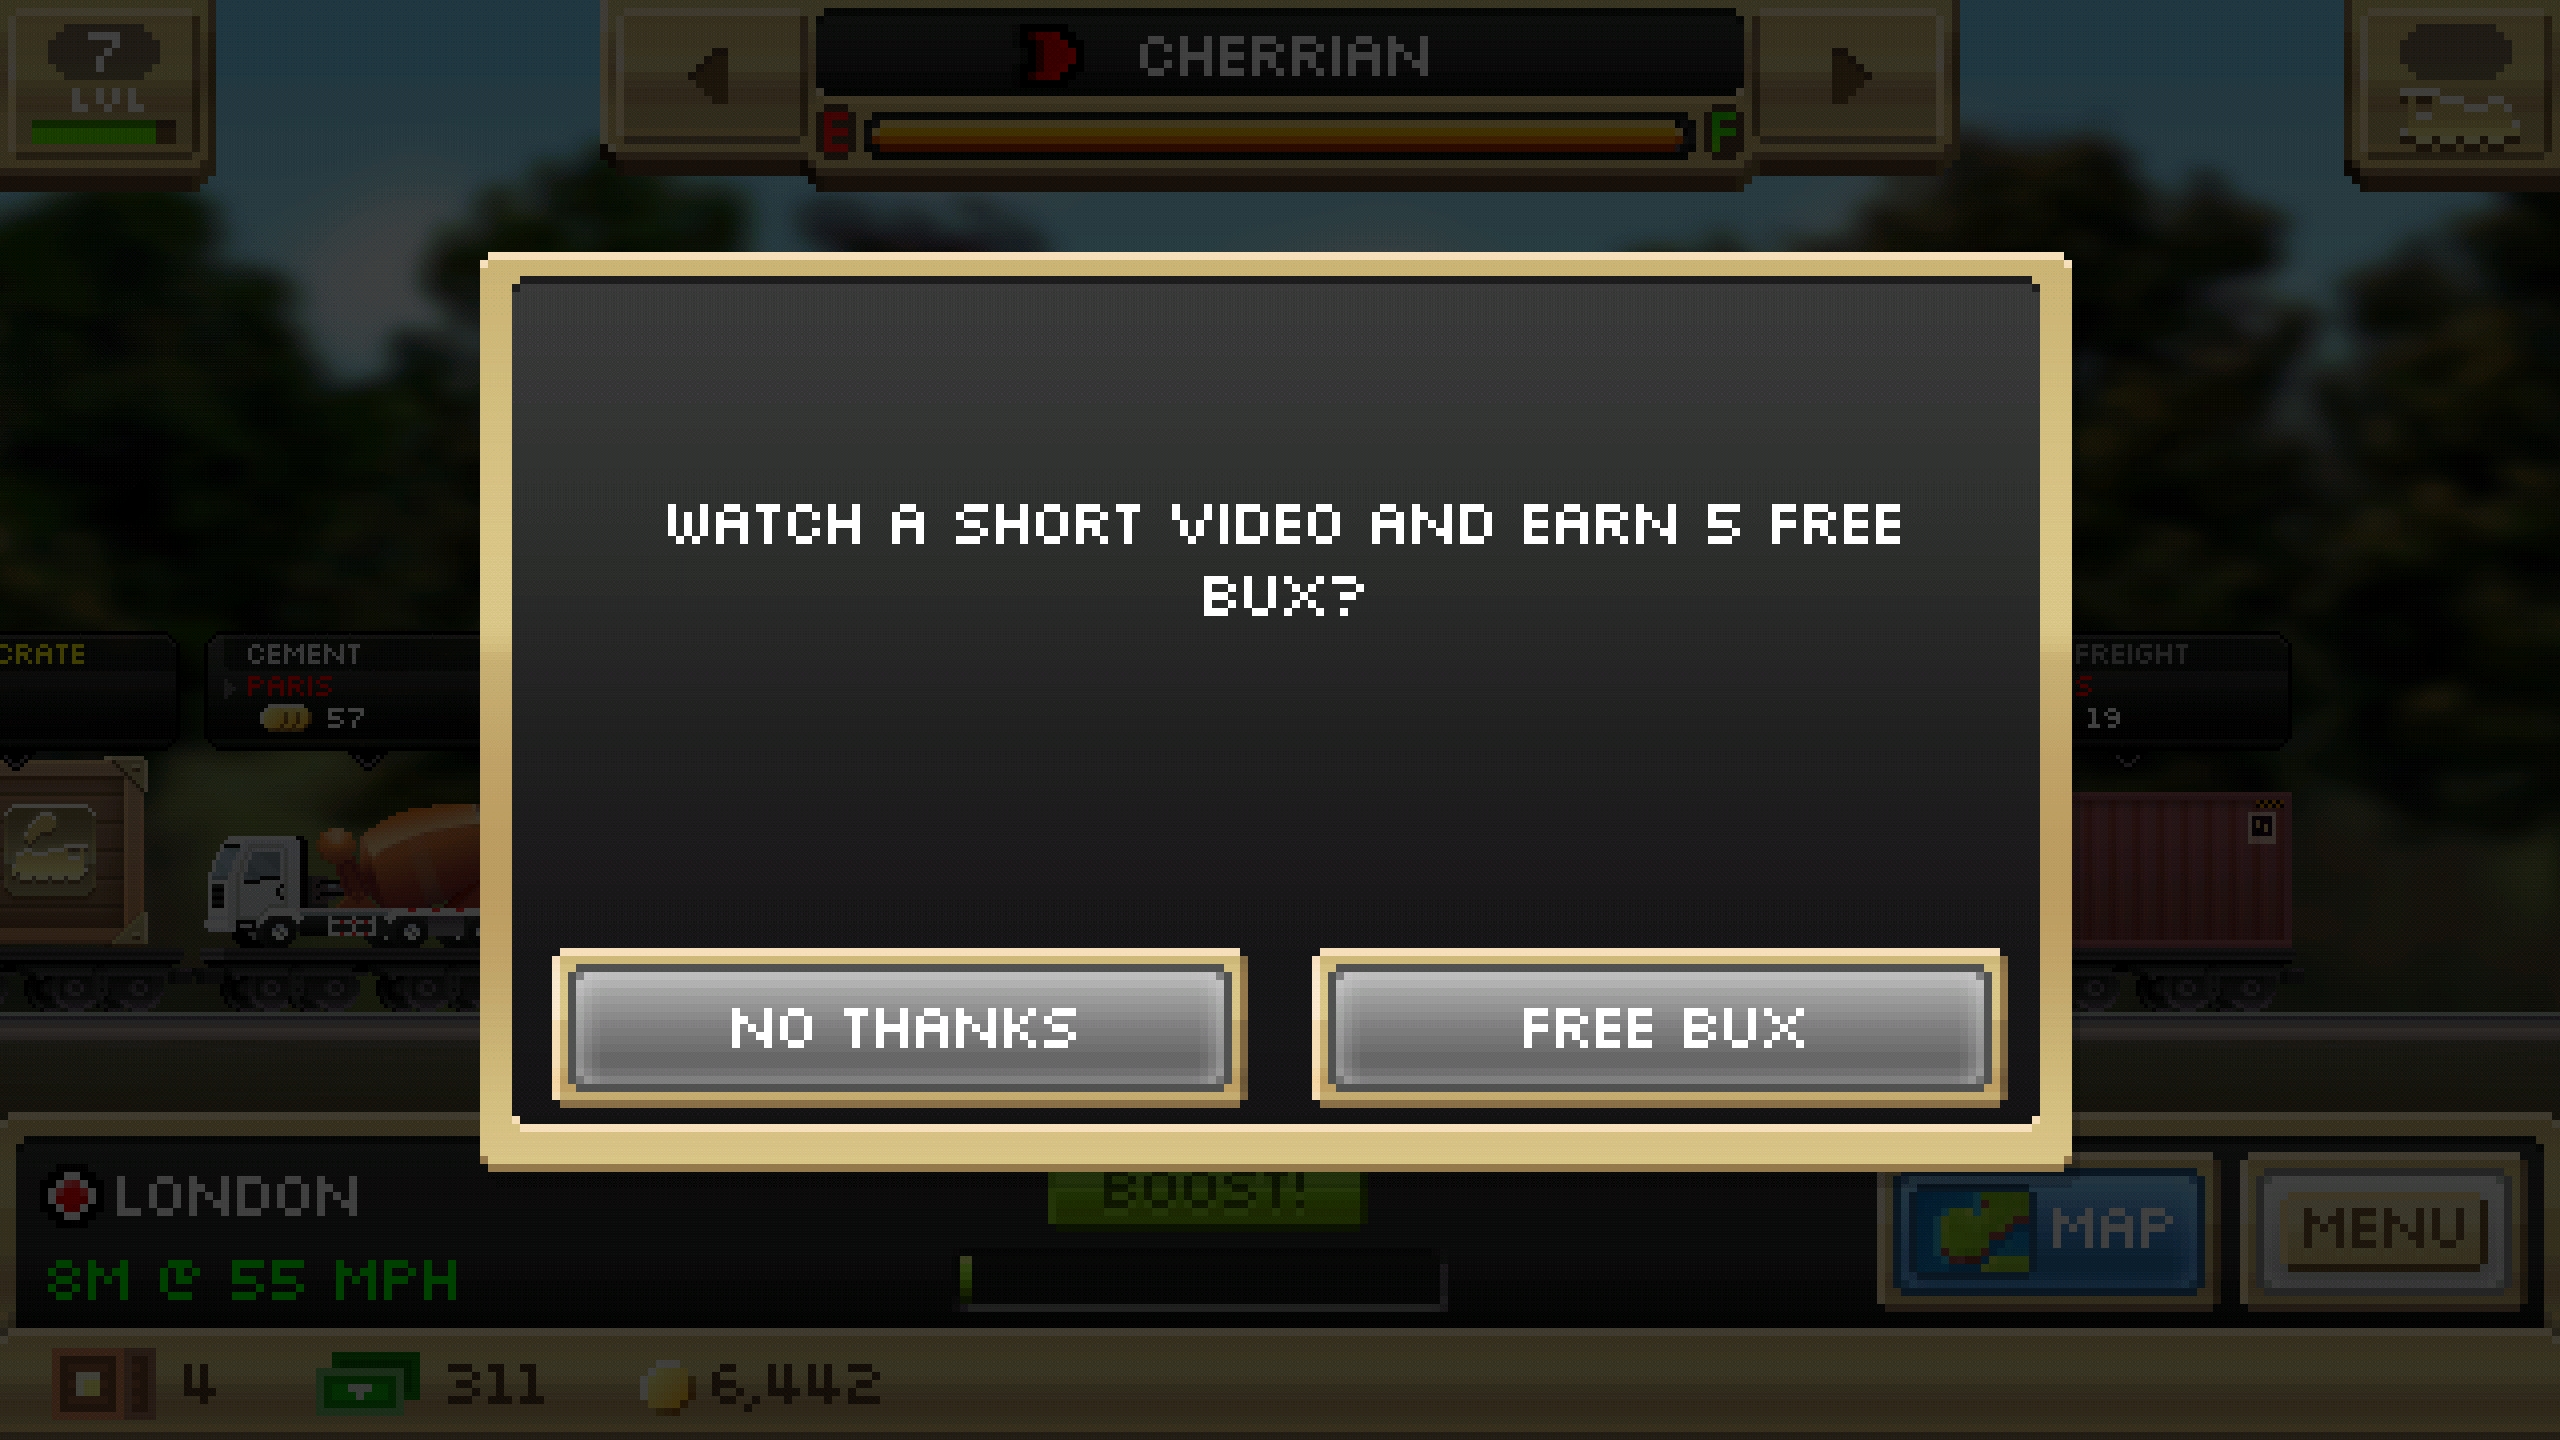 7
LVL
CHERRIAN
E F
WATCH A SHORT VIDEO AND EARN 5 FREE
BUX?
CRATE
CEMENT
PARIS
57
FREIGHT
S
19
NO THANKS
FREE BUX
LONDON
8M @ 55 MPH
BOOST!
MAP
MENU
4
311
6,442